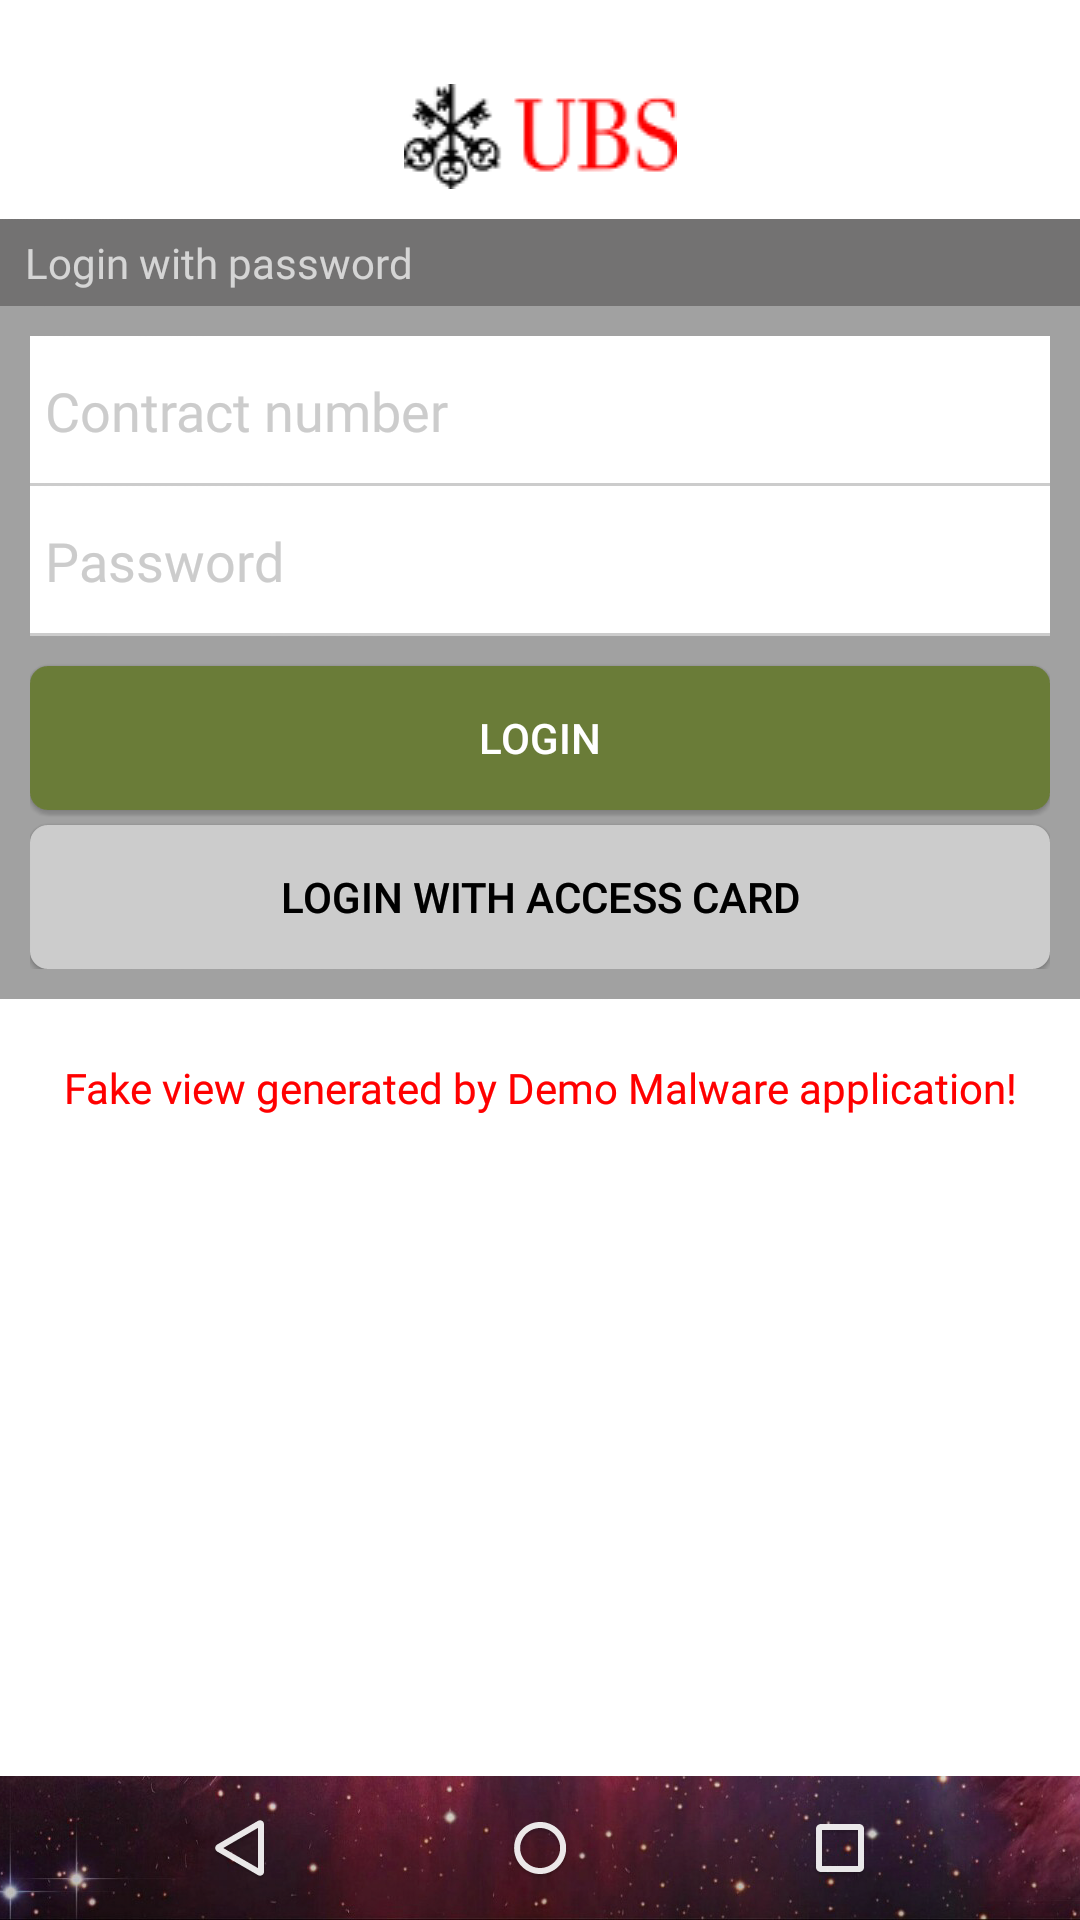 UBS
Login with password
Contract number
Password
LOGIN
LOGIN WITH ACCESS CARD
Fake view generated by Demo Malware application!